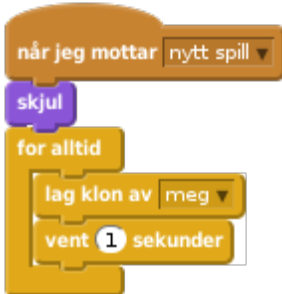 når jeg mottar nytt spill
skjul
for alltid
lag klon av meg
vent 1 sekunder